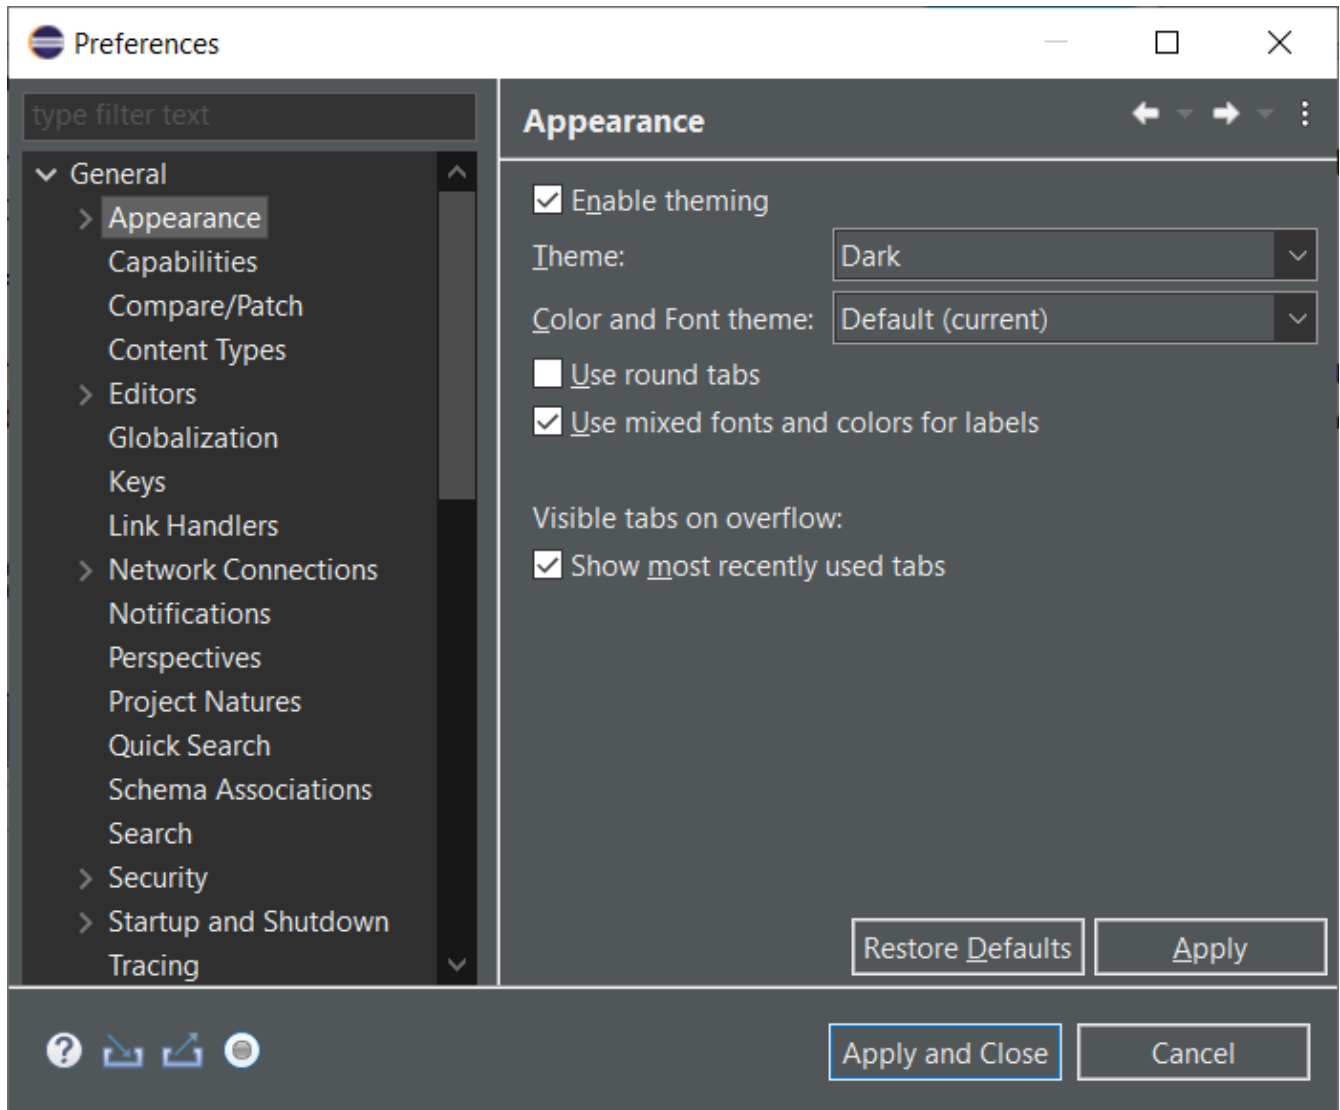 Preferences
type filter text
General
Appearance
Capabilities
Compare/Patch
Content Types
Editors
Globalization
Keys
Link Handlers
Network Connections
Notifications
Perspectives
Project Natures
Quick Search
Schema Associations
Search
Security
Startup and Shutdown
Tracing
Appearance
Enable theming
Theme: Dark
Color and Font theme: Default (current)
Use round tabs
Use mixed fonts and colors for labels
Visible tabs on overflow:
Show most recently used tabs
Restore Defaults Apply
Apply and Close Cancel